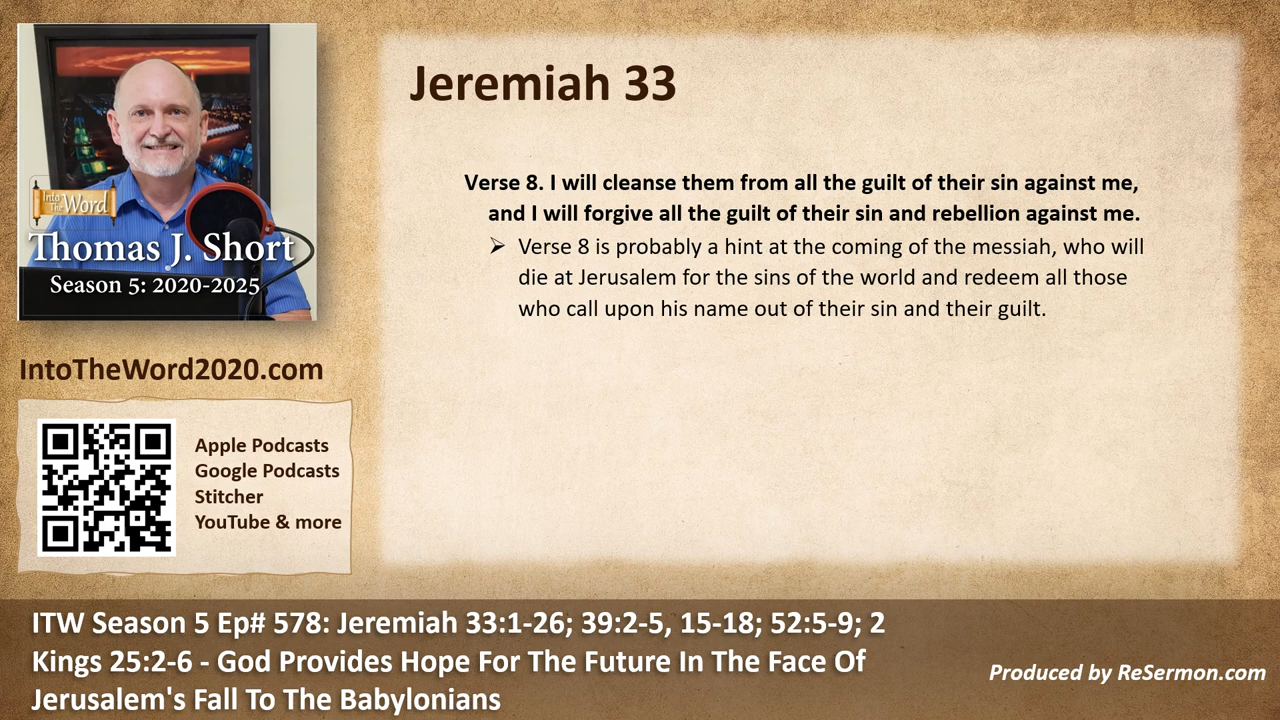 Into
The Word
Thomas J. Short
Season 5: 2020-2025
IntoTheWord2020.com
Apple Podcasts
Google Podcasts
Stitcher
YouTube & more
Jeremiah 33
Verse 8. I will cleanse them from all the guilt of their sin against me,
and I will forgive all the guilt of their sin and rebellion against me.
➢ Verse 8 is probably a hint at the coming of the messiah, who will
die at Jerusalem for the sins of the world and redeem all those
who call upon his name out of their sin and their guilt.
ITW Season 5 Ep# 578: Jeremiah 33:1-26; 39:2-5, 15-18; 52:5-9; 2
Kings 25:2-6 - God Provides Hope For The Future In The Face Of
Jerusalem's Fall To The Babylonians
Produced by ReSermon.com